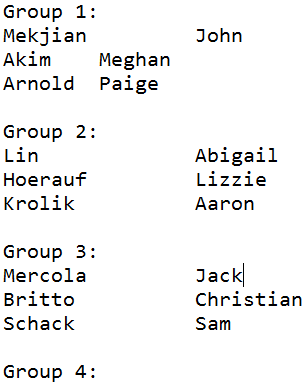 Group 1:
Mekjian John
Akim Meghan
Arnold Paige
Group 2:
Lin Abigail
Hoerauf Lizzie
Krolik Aaron
Group 3:
Mercola Jack
Britto Christian
Schack Sam
Group 4: